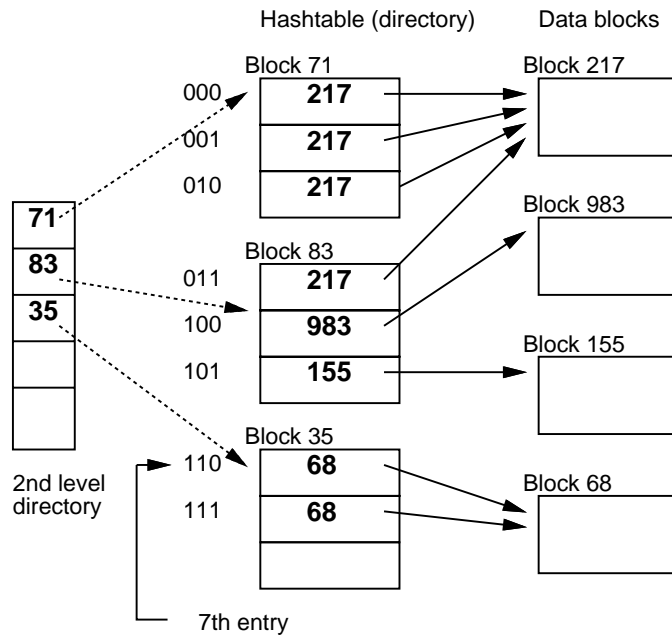 Hashtable (directory)
Data blocks
Block 71
000 217
001 217
010 217
71
83
35
2nd level
directory
Block 83
011 217
100 983
101 155
Block 35
110 68
111 68
7th entry
Block 217
Block 983
Block 155
Block 68